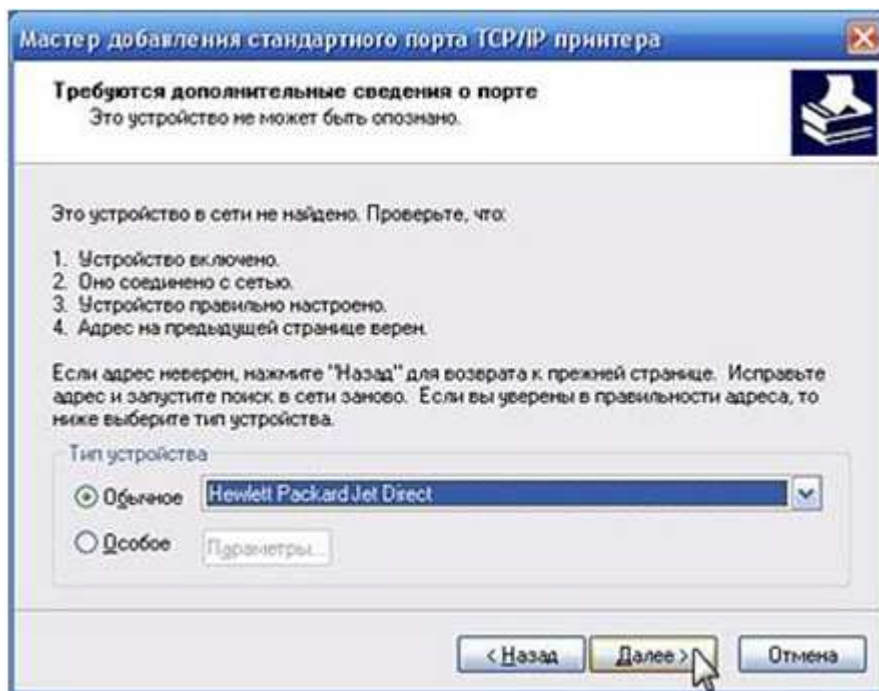 Мастер добавления стандартного порта TCP/IP принтера
Требуются дополнительные сведения о порте
Это устройство не может быть опознано.
Это устройство в сети не найдено. Проверьте, что:
1. Устройство включено.
2. Оно соединено с сетью.
3. Устройство правильно настроено.
4. Адрес на предыдущей странице верен.
Если адрес неверен, нажмите "Назад" для возврата к прежней странице. Исправьте
адрес и запустите поиск в сети заново. Если вы уверены в правильности адреса, то
ниже выберите тип устройства.
Тип устройства
Обычное Hewlett Packard Jet Direct
Особое Параметры...
< Назад Далее > Отмена